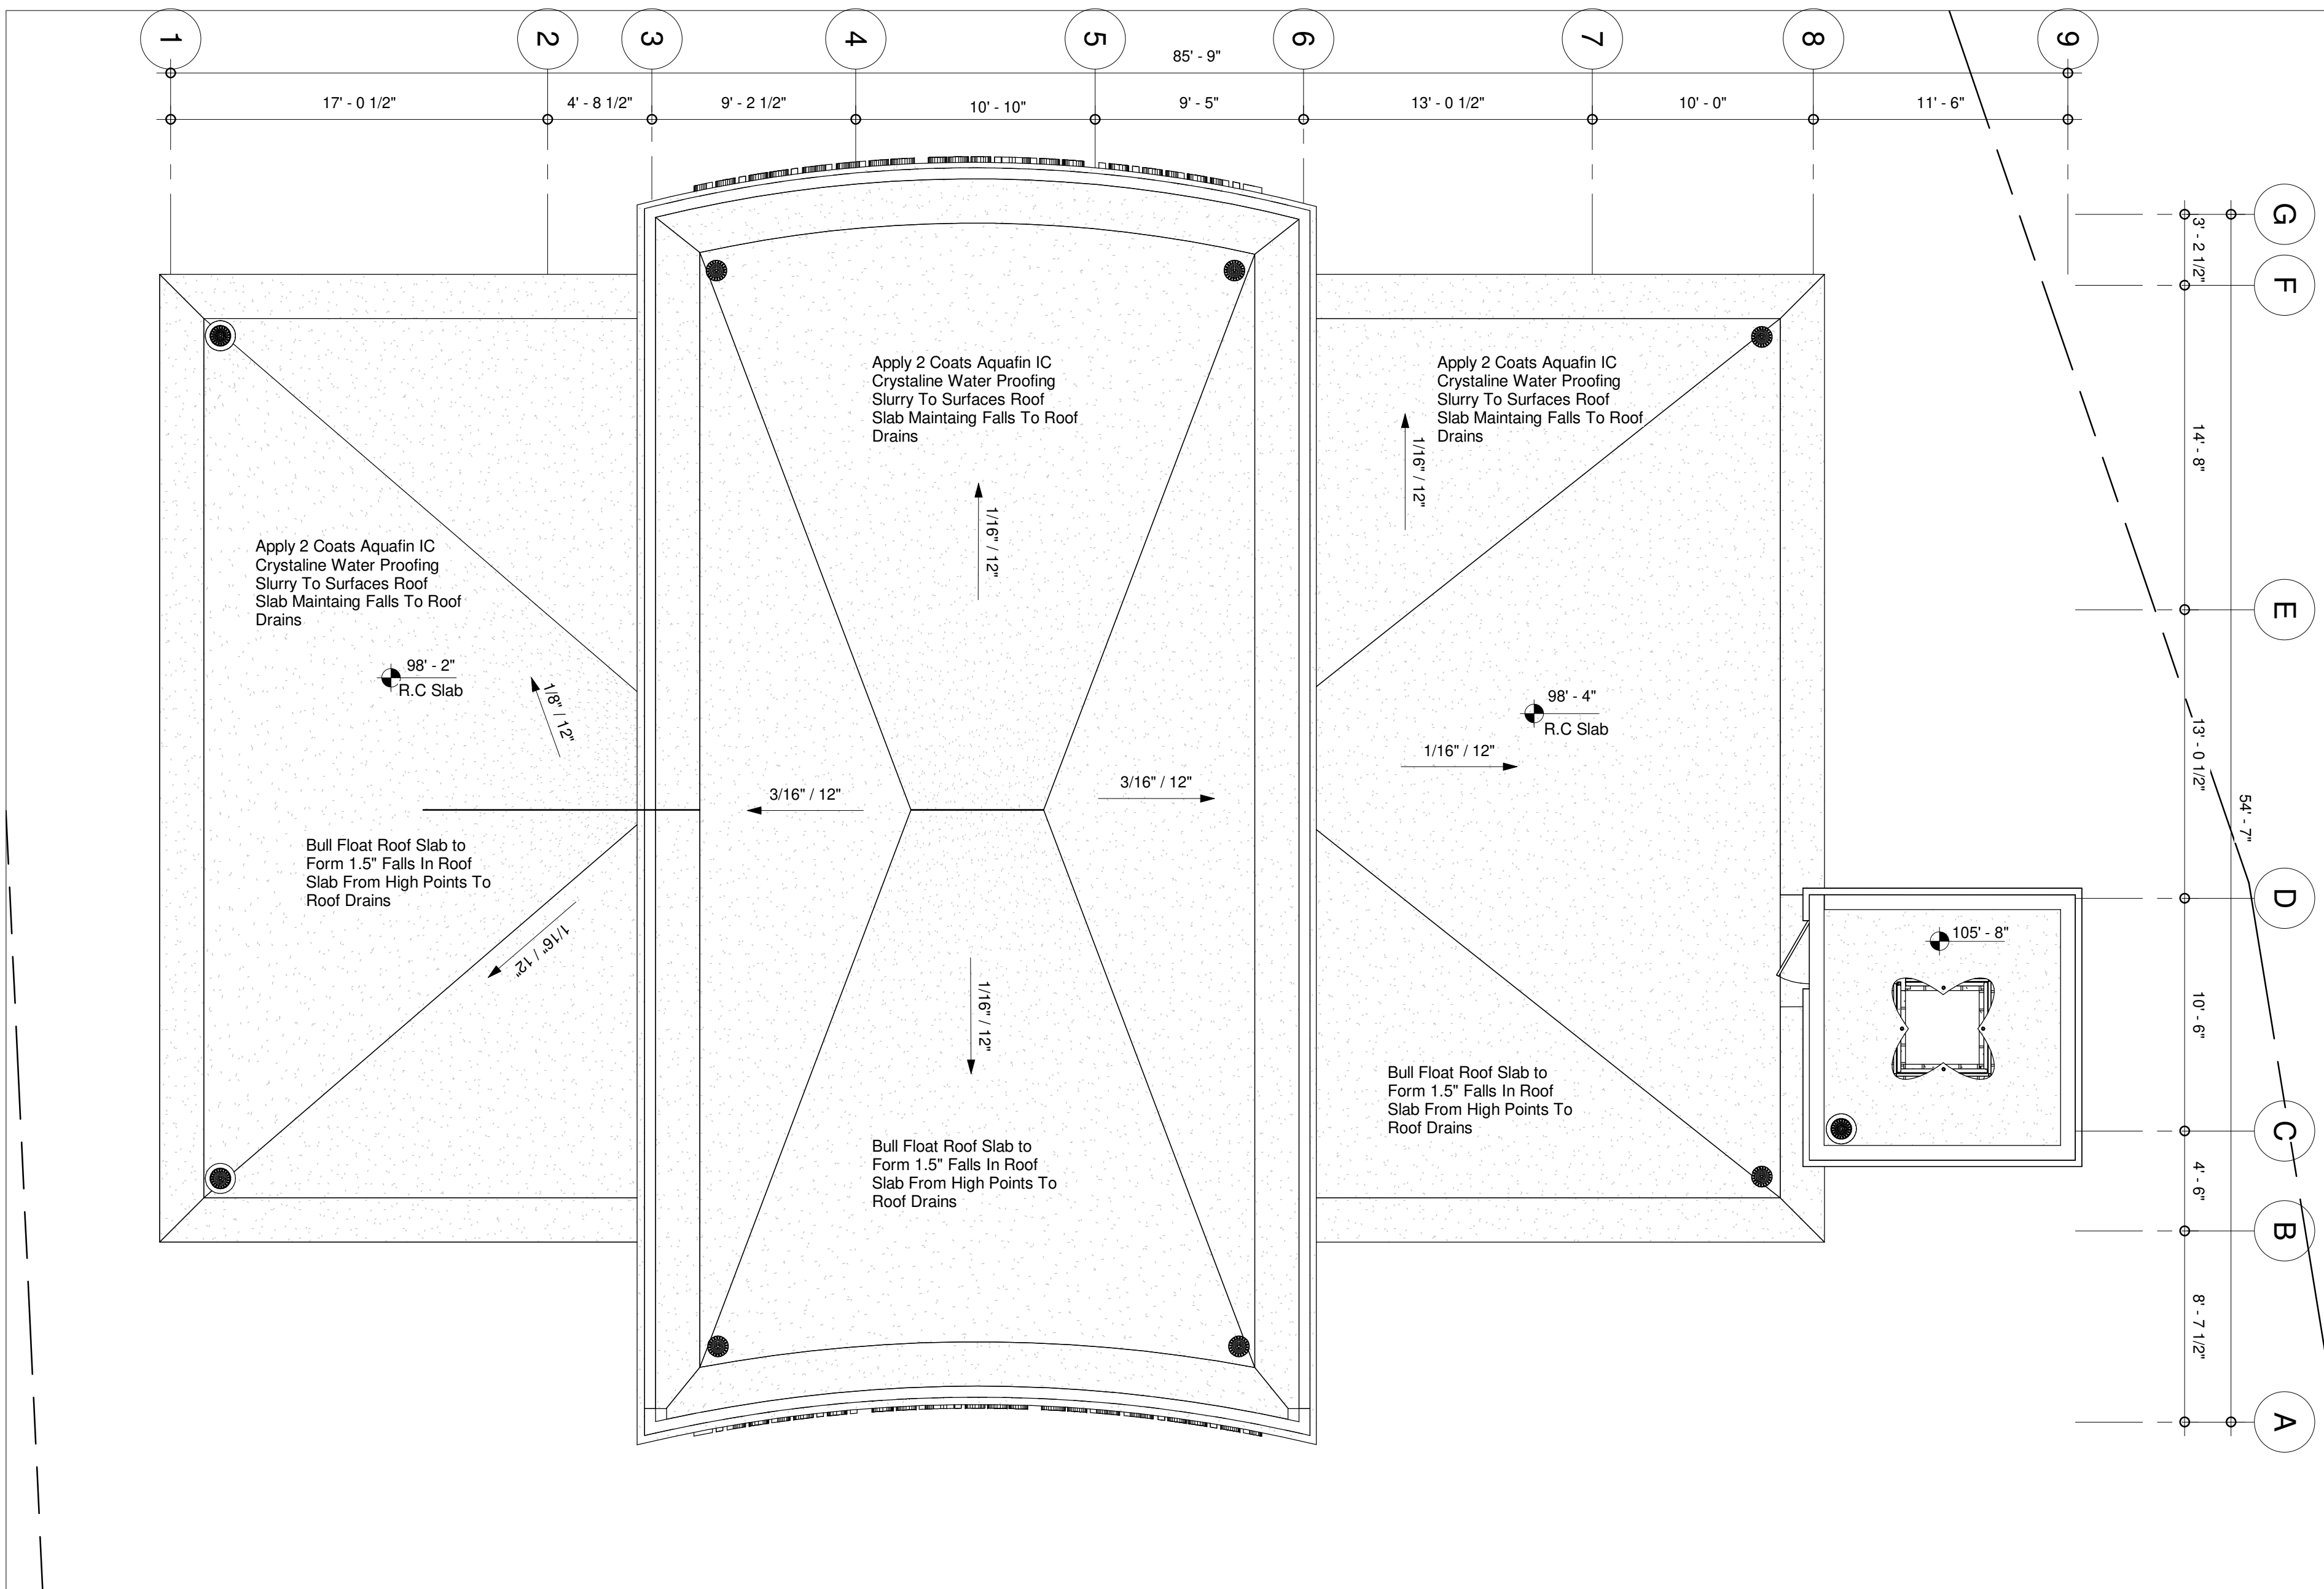 1
2
3
4
5
6
7
8
9
85' - 9"
17' - 0 1/2"
4' - 8 1/2"
9' - 2 1/2"
10' - 10"
9' - 5"
13' - 0 1/2"
10' - 0"
11' - 6"
G
3' - 2 1/2"
F
14' - 8"
E
13' - 0 1/2"
54' - 7"
D
10' - 6"
C
4' - 6"
B
8' - 7 1/2"
A
Apply 2 Coats Aquafin IC
Crystaline Water Proofing
Slurry To Surfaces Roof
Slab Maintaing Falls To Roof
Drains
98' - 2"
R.C Slab
1/8" / 12"
Bull Float Roof Slab to
Form 1.5" Falls In Roof
Slab From High Points To
Roof Drains
1/16" / 12"
Apply 2 Coats Aquafin IC
Crystaline Water Proofing
Slurry To Surfaces Roof
Slab Maintaing Falls To Roof
Drains
1/16" / 12"
3/16" / 12"
3/16" / 12"
1/16" / 12"
Bull Float Roof Slab to
Form 1.5" Falls In Roof
Slab From High Points To
Roof Drains
Apply 2 Coats Aquafin IC
Crystaline Water Proofing
Slurry To Surfaces Roof
Slab Maintaing Falls To Roof
Drains
1/16" / 12"
98' - 4"
R.C Slab
1/16" / 12"
Bull Float Roof Slab to
Form 1.5" Falls In Roof
Slab From High Points To
Roof Drains
105' - 8"